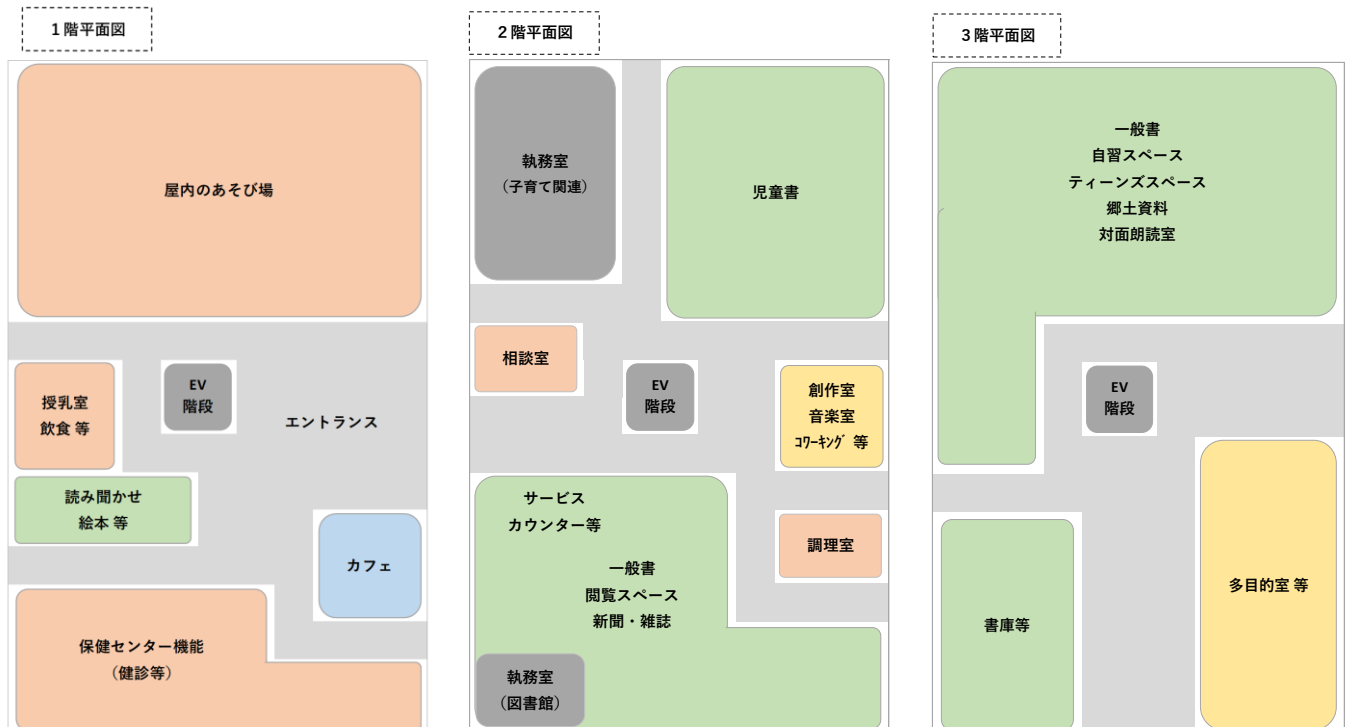 1階平面図
屋内のあそび場
授乳室
飲食 等
EV
階段
エントランス
読み聞かせ
絵本 等
カフェ
保健センター機能
（健診等）
2階平面図
執務室
（子育て関連）
児童書
相談室
EV
階段
創作室
音楽室
ｺﾜｰｷﾝｸﾞ 等
サービス
カウンター等
調理室
一般書
閲覧スペース
新聞・雑誌
執務室
（図書館）
3階平面図
一般書
自習スペース
ティーンズスペース
郷土資料
対面朗読室
EV
階段
多目的室 等
書庫等